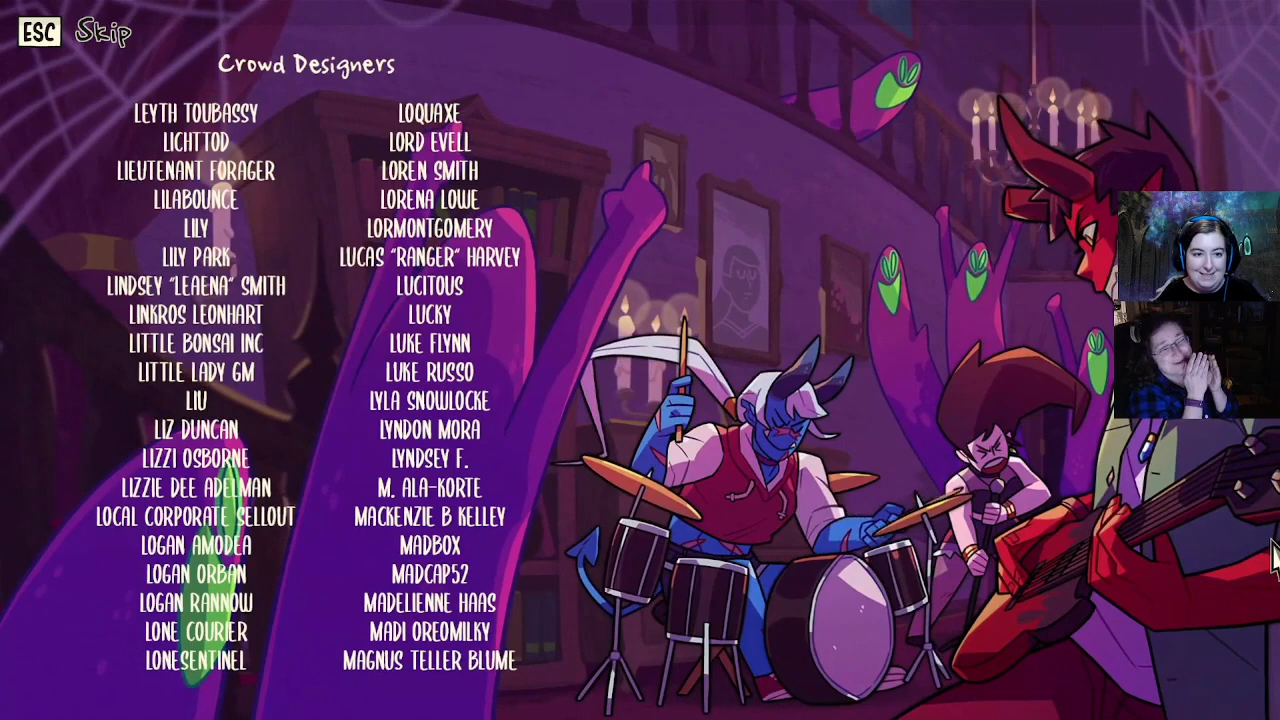 ESC Skip
Crowd Designers
LEYTH TOUBASSY
LICHTTOD
LIEUTENANT FORAGER
LILABOUNCE
LILY
LILY PARK
LINDSEY "LEAENA" SMITH
LINKROS LEONHART
LITTLE BONSAI INC
LITTLE LADY GM
LIU
LIZ DUNCAN
LIZZI OSBORNE
LIZZIE DEE ADELMAN
LOCAL CORPORATE SELLOUT
LOGAN AMODEA
LOGAN ORBAN
LOGAN RANNOW
LONE COURIER
LONESENTINEL
LOQUAXE
LORD EVELL
LOREN SMITH
LORENA LOWE
LORMONTGOMERY
LUCAS "RANGER" HARVEY
LUCITOUS
LUCKY
LUKE FLYNN
LUKE RUSSO
LYLA SNOWLOCKE
LYNDON MORA
LYNDSEY F.
M. ALA-KORTE
MACKENZIE B KELLEY
MADBOX
MADCAP52
MADELIENNE HAAS
MADI OREOMILKY
MAGNUS TELLER BLUME